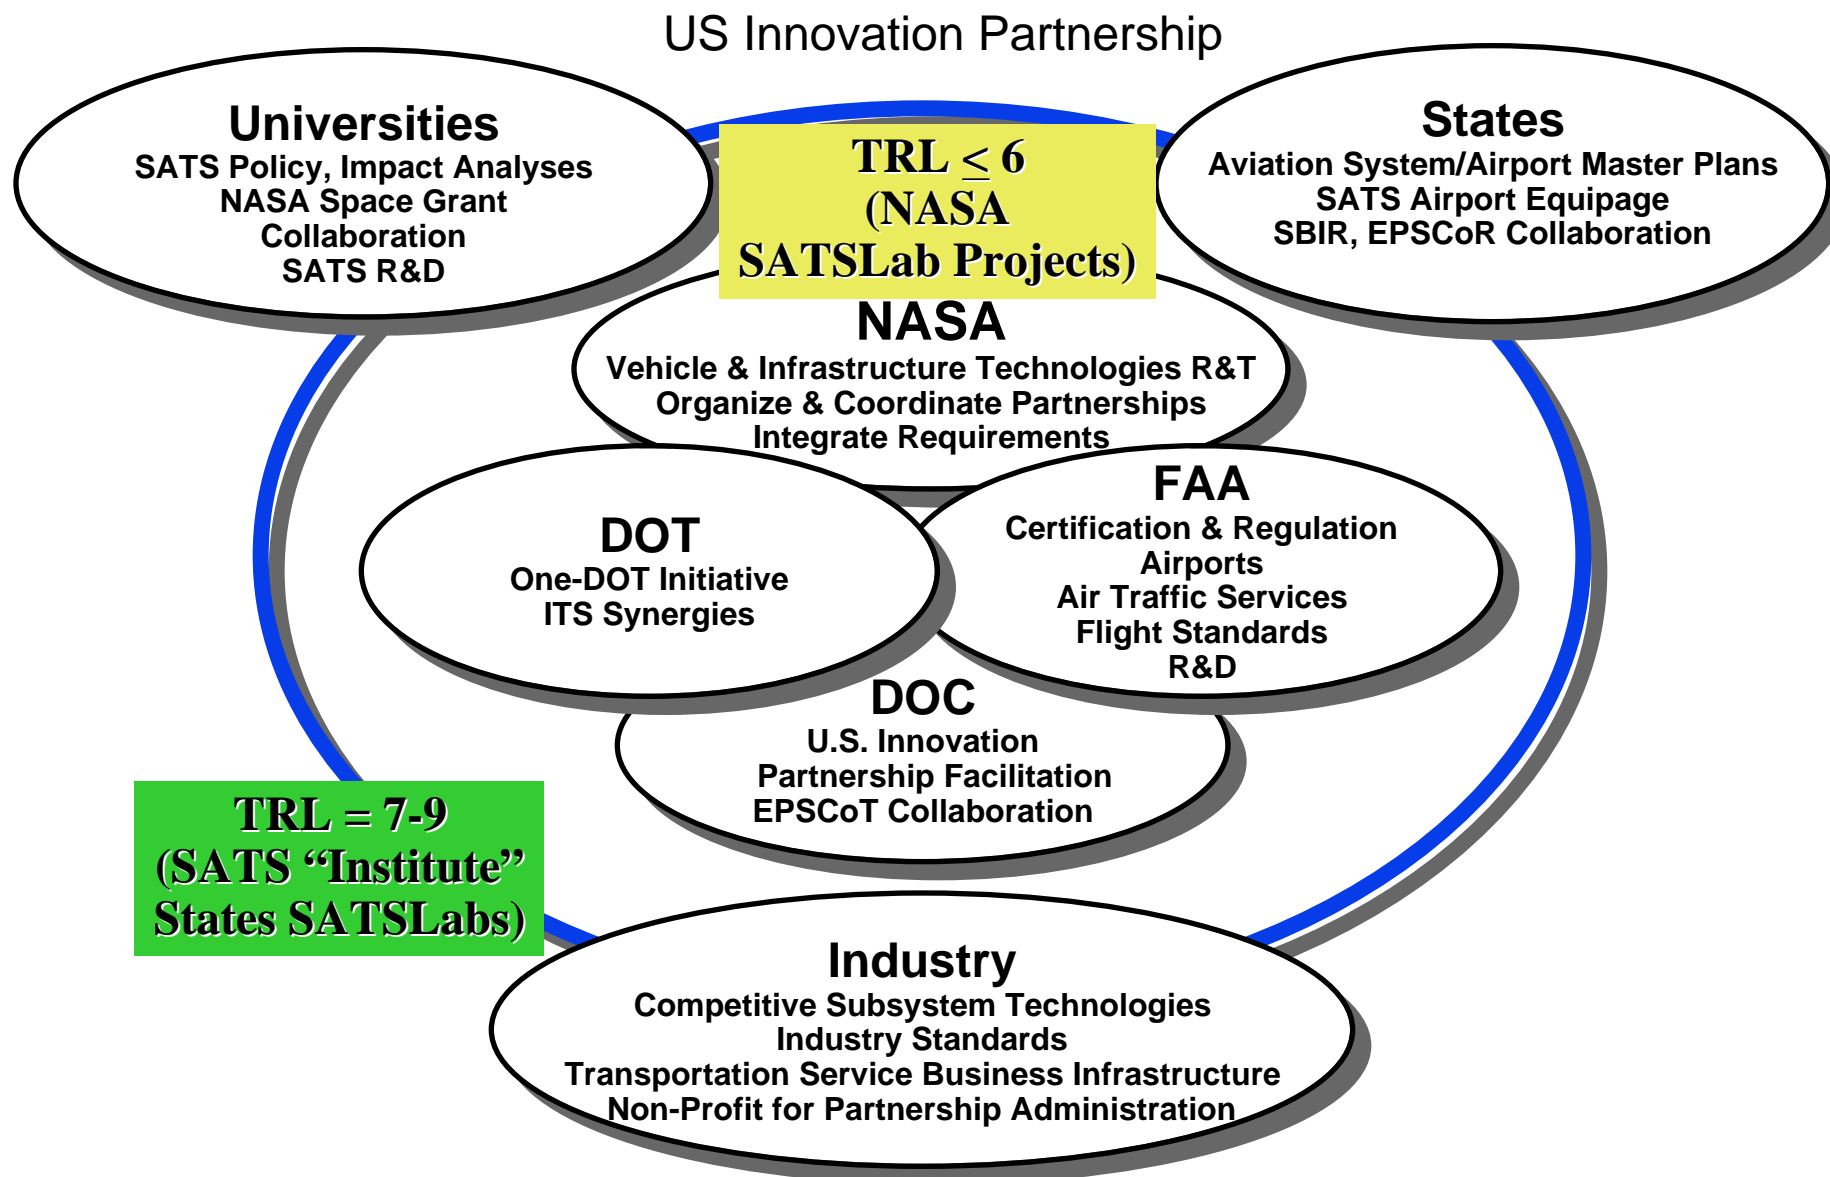 US Innovation Partnership
Universities
SATS Policy, Impact Analyses
NASA Space Grant
Collaboration
SATS R&D
TRL ≤ 6
(NASA
SATSLab Projects)
States
Aviation System/Airport Master Plans
SATS Airport Equipage
SBIR, EPSCoR Collaboration
NASA
Vehicle & Infrastructure Technologies R&T
Organize & Coordinate Partnerships
Integrate Requirements
DOT
One-DOT Initiative
ITS Synergies
FAA
Certification & Regulation
Airports
Air Traffic Services
Flight Standards
R&D
DOC
U.S. Innovation
Partnership Facilitation
EPSCoT Collaboration
TRL = 7-9
(SATS “Institute”
States SATSLabs)
Industry
Competitive Subsystem Technologies
Industry Standards
Transportation Service Business Infrastructure
Non-Profit for Partnership Administration